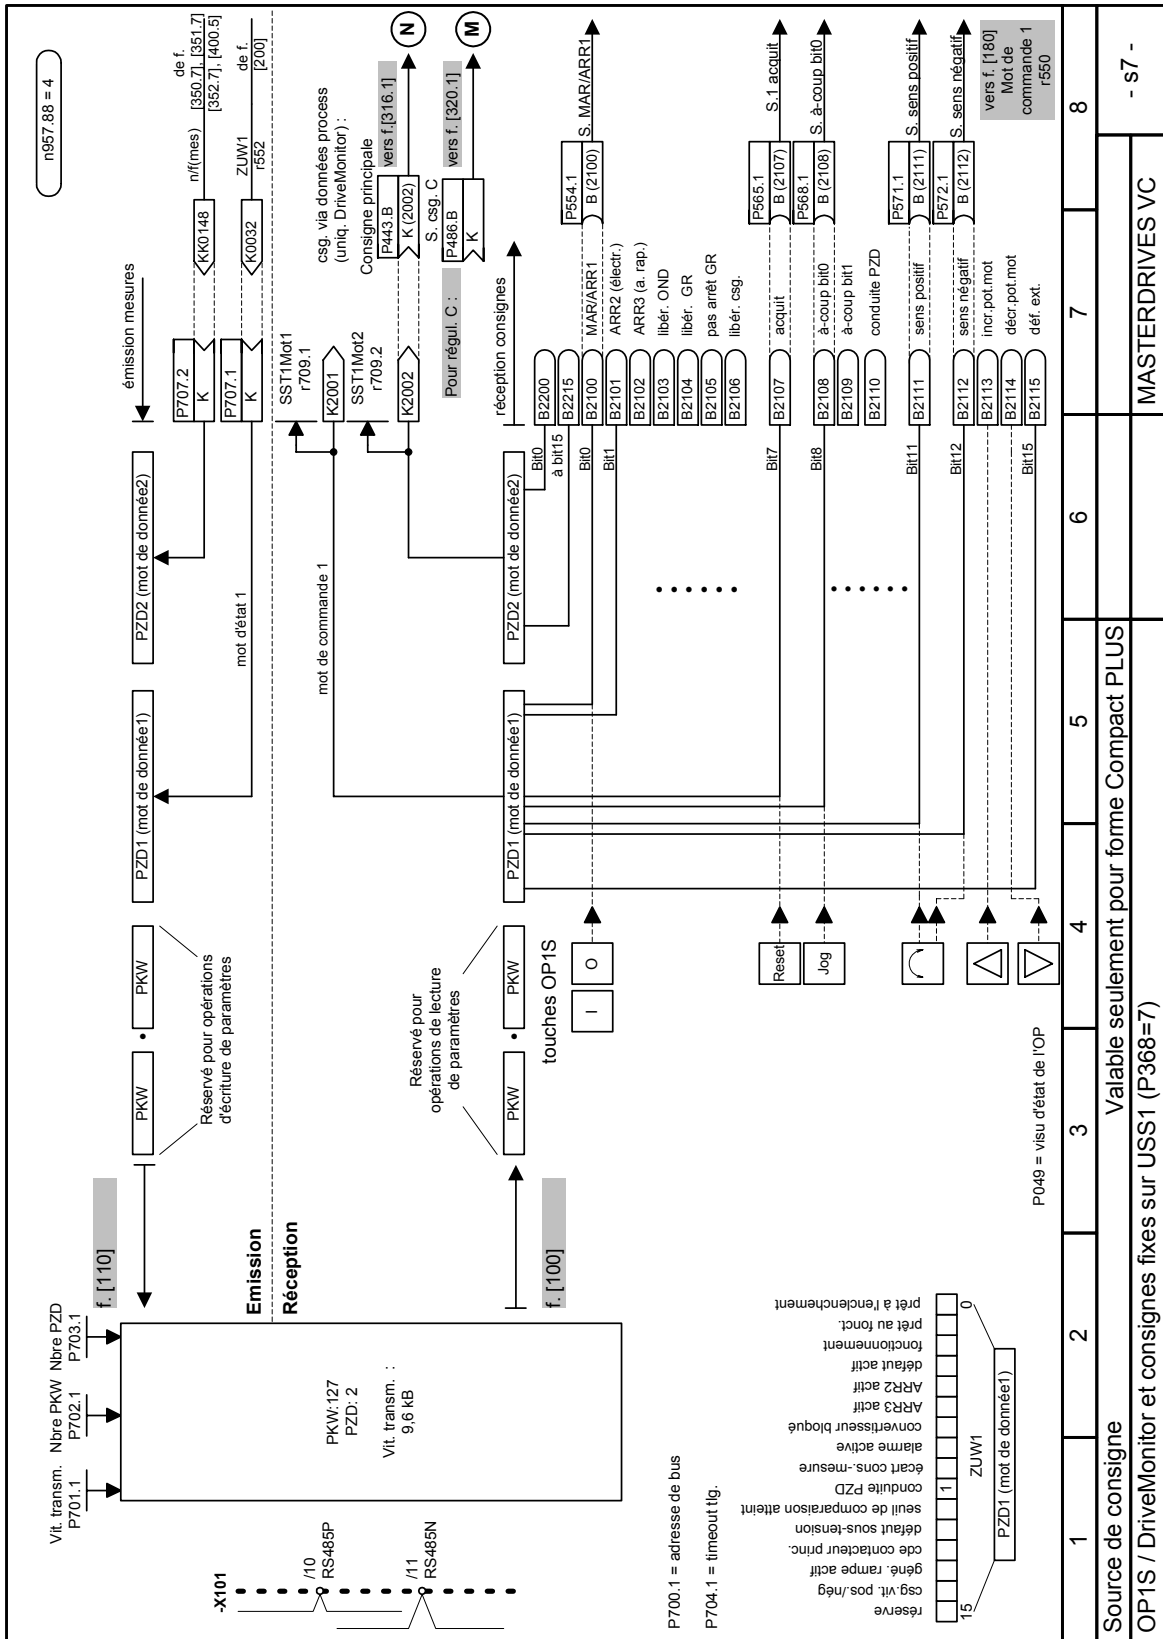 n957.88 = 4
Vit. transm.
P701.1
Nbre PKW
P702.1
Nbre PZD
P703.1
f. [110]
PKW:127
PZD: 2
Vit. transm. :
9,6 kB
-X101
/10
RS485P
/11
RS485N
Emission
Réception
f. [100]
PKW
PKW
Réservé pour opérations
d'écriture de paramètres
PZD1 (mot de donnée1)
PZD2 (mot de donnée2)
mot d'état 1
émission mesures
P707.2
K
KK0148
n/f(mes)
de f.
[350.7], [351.7]
[352.7], [400.5]
P707.1
K
K0032
ZUW1
r552
de f.
[200]
SST1Mot1
r709.1
K2001
SST1Mot2
r709.2
K2002
mot de commande 1
csg. via données process
(uniq. DriveMonitor) :
Consigne principale
P443.B
K (2002)
vers f.[316.1]
N
S. csg. C
Pour régul. C :
P486.B
K
vers f. [320.1]
M
Réservé pour
opérations de lecture
de paramètres
PKW
PKW
PZD1 (mot de donnée1)
PZD2 (mot de donnée2)
réception consignes
touches OP1S
I
O
Bit0
B2200
à bit15
B2215
Bit0
B2100
MAR/ARR1
P554.1
B (2100)
S. MAR/ARR1
Bit1
B2101
ARR2 (électr.)
B2102
ARR3 (a. rap.)
B2103
libér. OND
B2104
libér. GR
B2105
pas arrêt GR
B2106
libér. csg.
Reset
Bit7
B2107
acquit
P565.1
B (2107)
S.1 acquit
Jog
Bit8
B2108
à-coup bit0
P568.1
B (2108)
S. à-coup bit0
B2109
à-coup bit1
B2110
conduite PZD
Bit11
B2111
sens positif
P571.1
B (2111)
S. sens positif
Bit12
B2112
sens négatif
P572.1
B (2112)
S. sens négatif
B2113
incr.pot.mot
B2114
décr.pot.mot
Bit15
B2115
déf. ext.
vers f. [180]
Mot de
commande 1
r550
P700.1 = adresse de bus
P704.1 = timeout tlg.
P049 = visu d'état de l'OP
réserve
csg.vit. pos./nég.
géné. rampe actif
cde contacteur princ.
défaut sous-tension
seuil de comparaison atteint
conduite PZD
écart cons.-mesure
alarme active
convertisseur bloqué
ARR3 actif
ARR2 actif
défaut actif
fonctionnement
prêt au fonct.
prêt à l'enclenchement
1
15
ZUW1
0
PZD1 (mot de donnée1)
1
2
3
4
5
6
7
8
Source de consigne
Valable seulement pour forme Compact PLUS
- s7 -
OP1S / DriveMonitor et consignes fixes sur USS1 (P368=7)
MASTERDRIVES VC